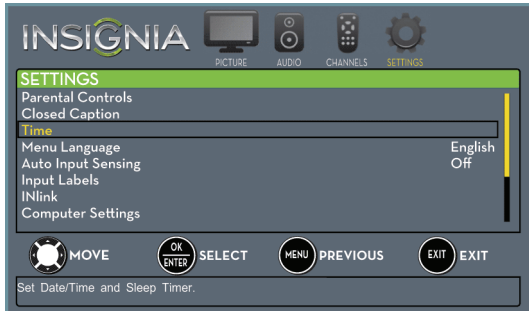 INSIGNIA
PICTURE AUDIO CHANNELS SETTINGS
SETTINGS
Parental Controls
Closed Caption
Time
Menu Language English
Auto Input Sensing Off
Input Labels
INlink
Computer Settings
MOVE OK ENTER SELECT MENU PREVIOUS EXIT EXIT
Set Date/Time and Sleep Timer.